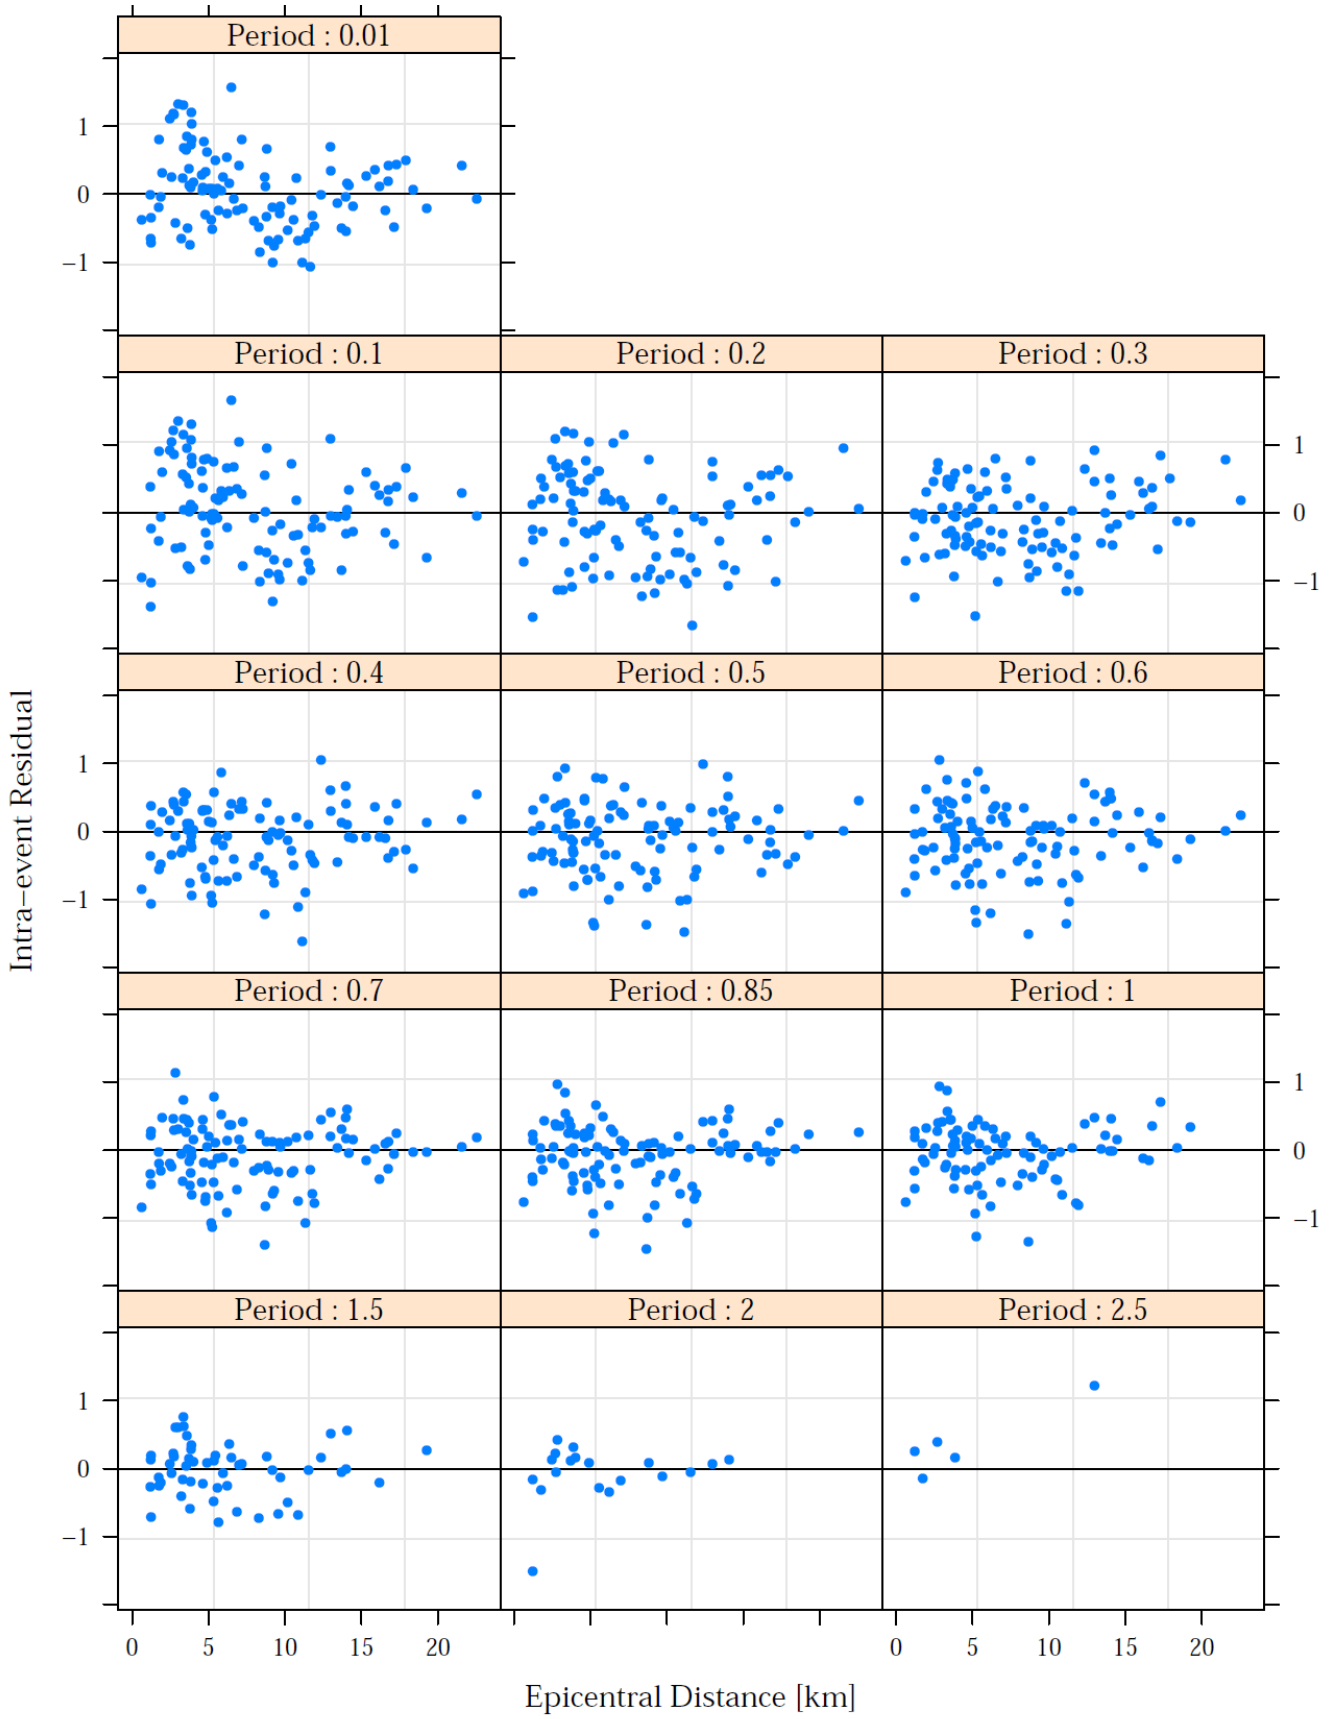 Period : 0.01
1
0
−1
Period : 0.1
Period : 0.2
Period : 0.3
1
0
−1
Period : 0.4
Period : 0.5
Period : 0.6
1
0
−1
Period : 0.7
Period : 0.85
Period : 1
1
0
−1
Period : 1.5
Period : 2
Period : 2.5
1
0
−1
0 5 10 15 20
0 5 10 15 20
Epicentral Distance [km]
Intra−event Residual